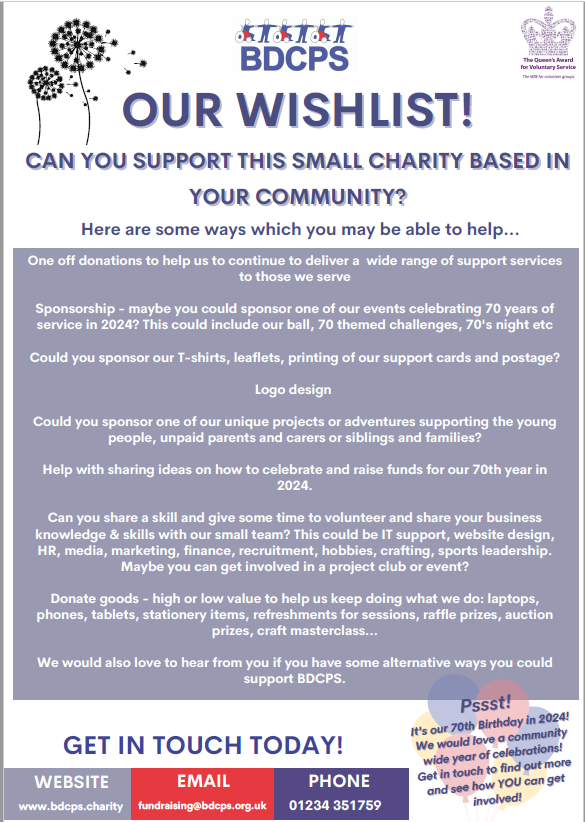 BDCPS
The Queen's Award
for Voluntary Service
The MBE for volunteer groups
OUR WISHLIST!
CAN YOU SUPPORT THIS SMALL CHARITY BASED IN
YOUR COMMUNITY?
Here are some ways which you may be able to help...
One off donations to help us to continue to deliver a wide range of support services
to those we serve
Sponsorship - maybe you could sponsor one of our events celebrating 70 years of
service in 2024? This could include our ball, 70 themed challenges, 70's night etc
Could you sponsor our T-shirts, leaflets, printing of our support cards and postage?
Logo design
Could you sponsor one of our unique projects or adventures supporting the young
people, unpaid parents and carers or siblings and families?
Help with sharing ideas on how to celebrate and raise funds for our 70th year in
2024.
Can you share a skill and give some time to volunteer and share your business
knowledge & skills with our small team? This could be IT support, website design,
HR, media, marketing, finance, recruitment, hobbies, crafting, sports leadership.
Maybe you can get involved in a project club or event?
Donate goods - high or low value to help us keep doing what we do: laptops,
phones, tablets, stationery items, refreshments for sessions, raffle prizes, auction
prizes, craft masterclass...
We would also love to hear from you if you have some alternative ways you could
support BDCPS.
Pssst!
It's our 70th Birthday in 2024!
We would love a community
wide year of celebrations!
Get in touch to find out more
and see how YOU can get
involved!
GET IN TOUCH TODAY!
WEBSITE
www.bdcps.charity
EMAIL
fundraising@bdcps.org.uk
PHONE
01234 351759